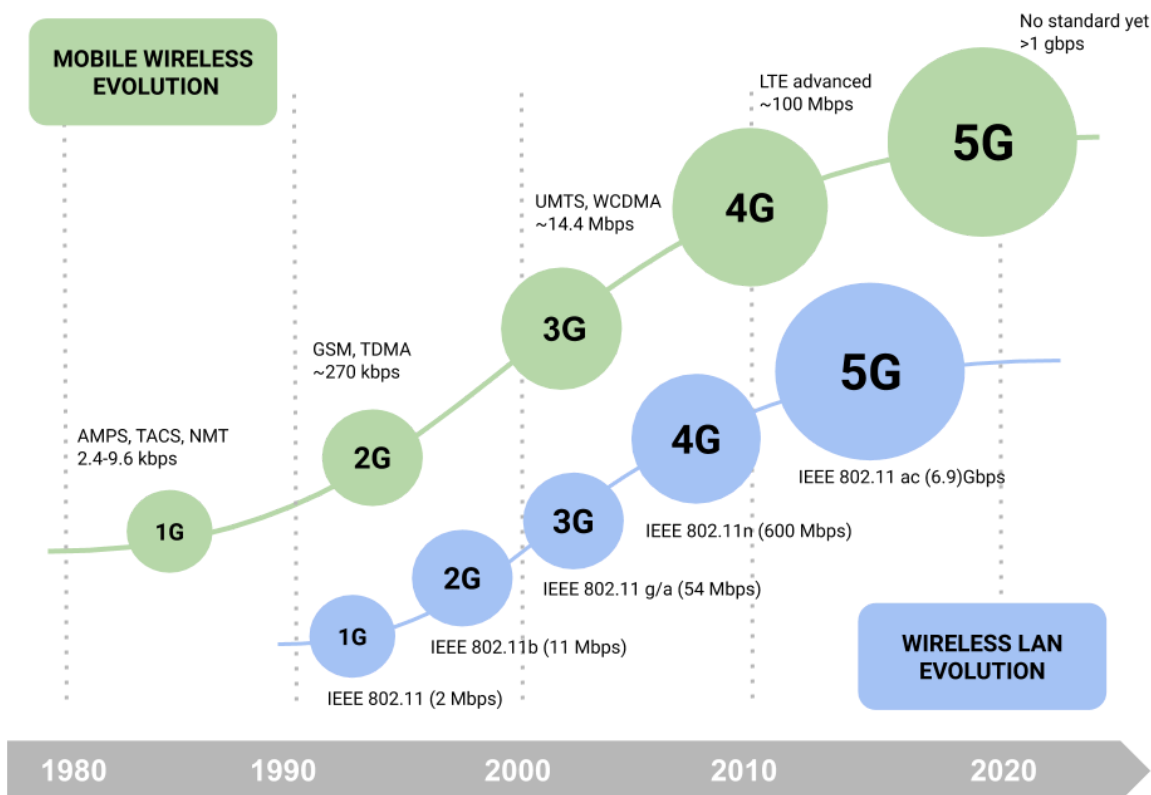 MOBILE WIRELESS
EVOLUTION
No standard yet
>1 gbps
5G
LTE advanced
~100 Mbps
4G
UMTS, WCDMA
~14.4 Mbps
3G
GSM, TDMA
~270 kbps
2G
AMPS, TACS, NMT
2.4-9.6 kbps
1G
5G
IEEE 802.11 ac (6.9)Gbps
4G
IEEE 802.11n (600 Mbps)
3G
IEEE 802.11 g/a (54 Mbps)
2G
IEEE 802.11b (11 Mbps)
1G
IEEE 802.11 (2 Mbps)
WIRELESS LAN
EVOLUTION
1980 1990 2000 2010 2020